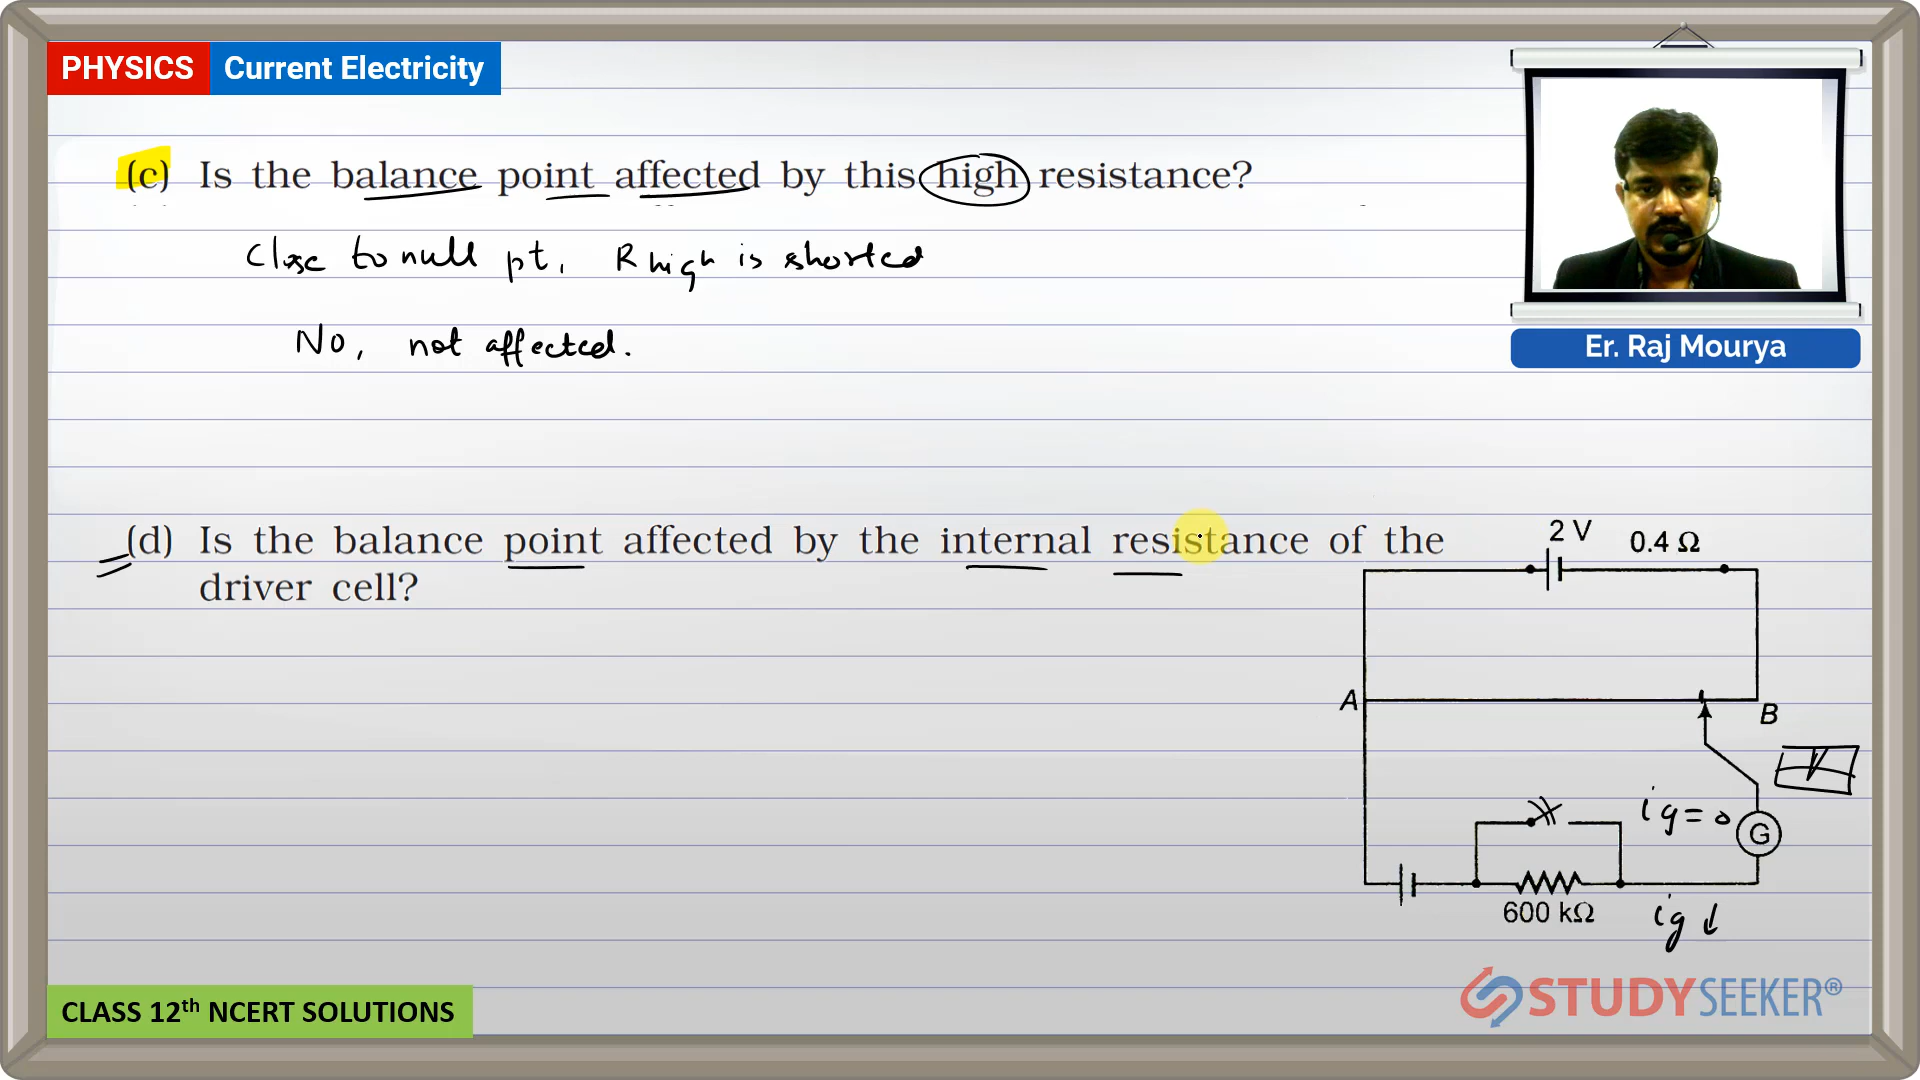 PHYSICS Current Electricity
(c) Is the balance point affected by this high resistance?
Close to null pt, R high is shorted
No, not affected.
Er. Raj Mourya
(d) Is the balance point affected by the internal resistance of the
driver cell?
2 V 0.4 Ω
A
B
ig = 0
G
600 kΩ
ig ↓
CLASS 12th NCERT SOLUTIONS
STUDYSEEKER®